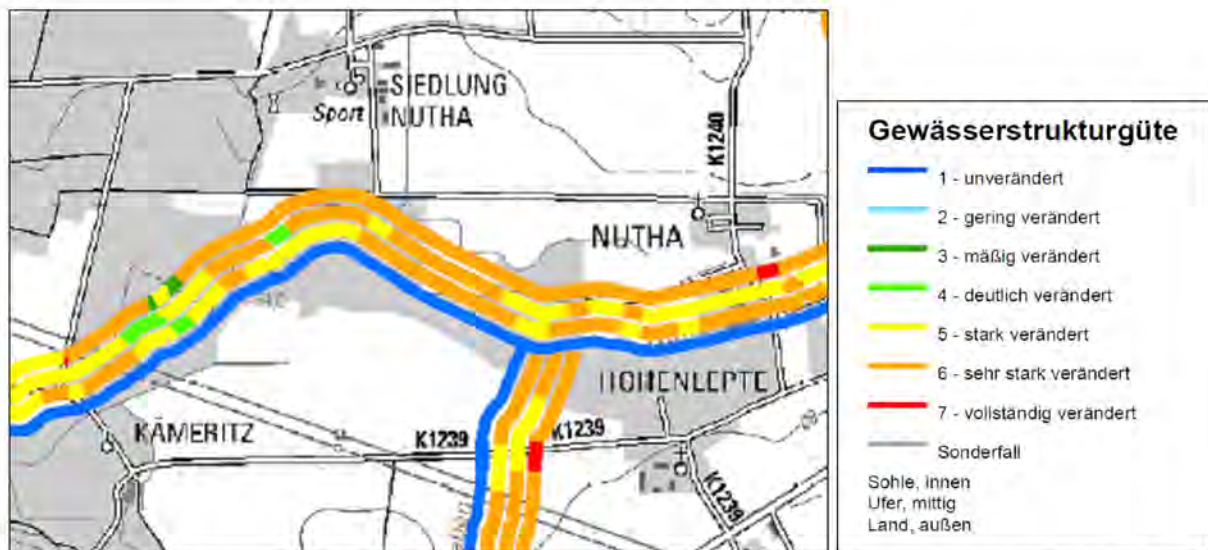 SIEDLUNG
Sport NUTHA
K1240
NUTHA
HOHENLEPTE
KÄMERITZ
K1239
K1239
K1239
Gewässerstrukturgüte
1 - unverändert
2 - gering verändert
3 - mäßig verändert
4 - deutlich verändert
5 - stark verändert
6 - sehr stark verändert
7 - vollständig verändert
Sonderfall
Sohle, innen
Ufer, mittig
Land, außen